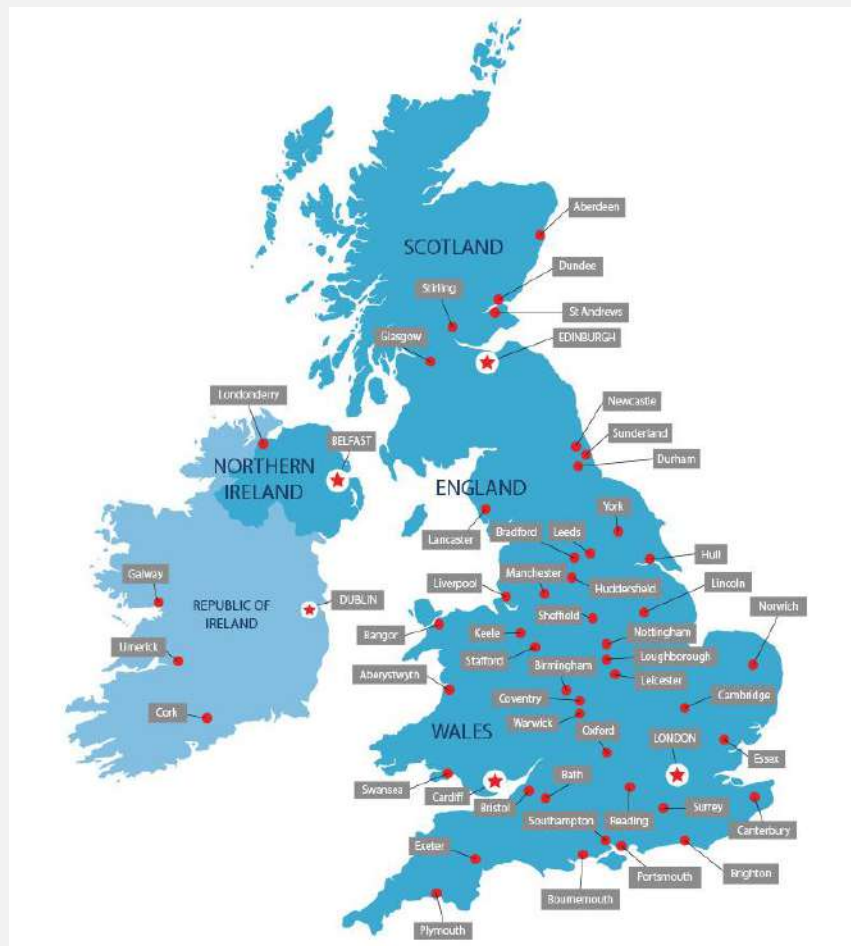 Aberdeen
SCOTLAND
Dundee
Stirling
St Andrews
Glasgow
EDINBURGH
Londonderry
Newcastle
BELFAST
Sunderland
Durham
NORTHERN
IRELAND
ENGLAND
York
Bradford
Leeds
Lancaster
Hull
Manchester
Galway
Liverpool
Huddersfield
Lincoln
REPUBLIC OF
IRELAND
DUBLIN
Norwich
Sheffield
Bangor
Keele
Nottingham
Limerick
Stafford
Loughborough
Birmingham
Aberystwyth
Leicester
Coventry
Cambridge
Cork
Warwick
WALES
Oxford
LONDON
Essex
Bath
Swansea
Cardiff
Bristol
Southampton
Reading
Surrey
Canterbury
Exeter
Portsmouth
Brighton
Bournemouth
Plymouth